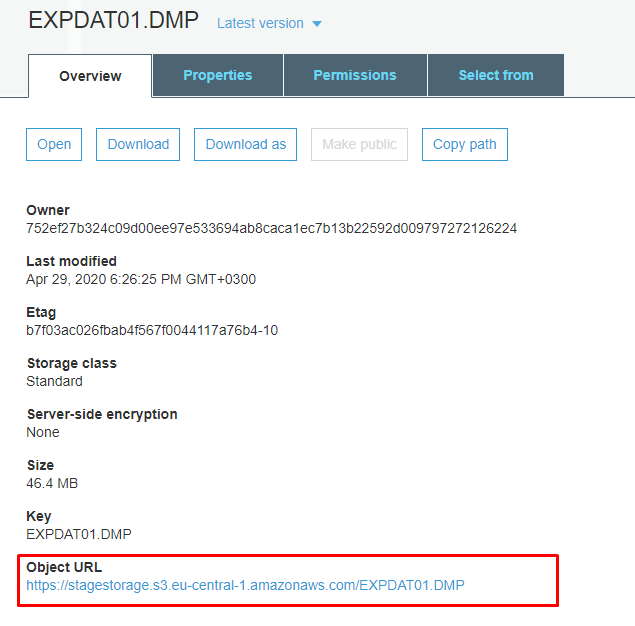 EXPDAT01.DMP Latest version
Overview Properties Permissions Select from
Open Download Download as Make public Copy path
Owner
752ef27b324c09d00ee97e533694ab8caca1ec7b13b22592d009797272126224
Last modified
Apr 29, 2020 6:26:25 PM GMT+0300
Etag
b7f03ac026fbab4f567f0044117a76b4-10
Storage class
Standard
Server-side encryption
None
Size
46.4 MB
Key
EXPDAT01.DMP
Object URL
https://stagestorage.s3.eu-central-1.amazonaws.com/EXPDAT01.DMP